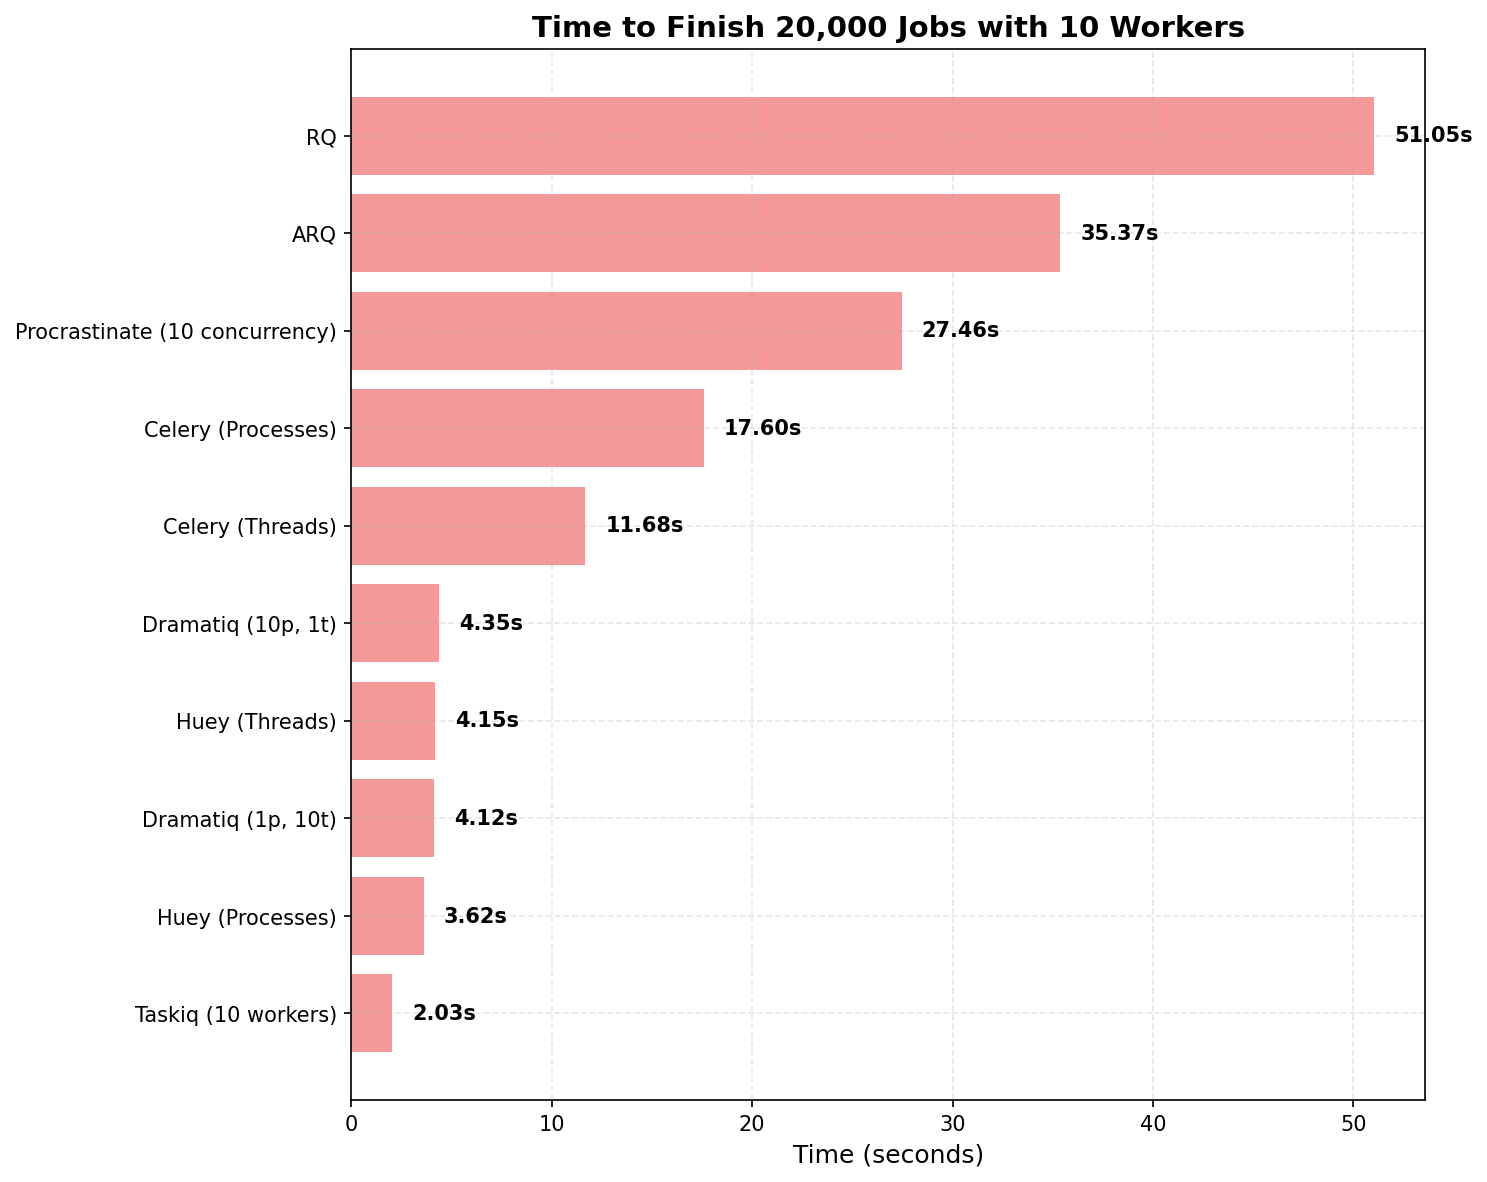 Time to Finish 20,000 Jobs with 10 Workers
RQ
51.05s
ARQ
35.37s
Procrastinate (10 concurrency)
27.46s
Celery (Processes)
17.60s
Celery (Threads)
11.68s
Dramatiq (10p, 1t)
4.35s
Huey (Threads)
4.15s
Dramatiq (1p, 10t)
4.12s
Huey (Processes)
3.62s
Taskiq (10 workers)
2.03s
0 10 20 30 40 50
Time (seconds)